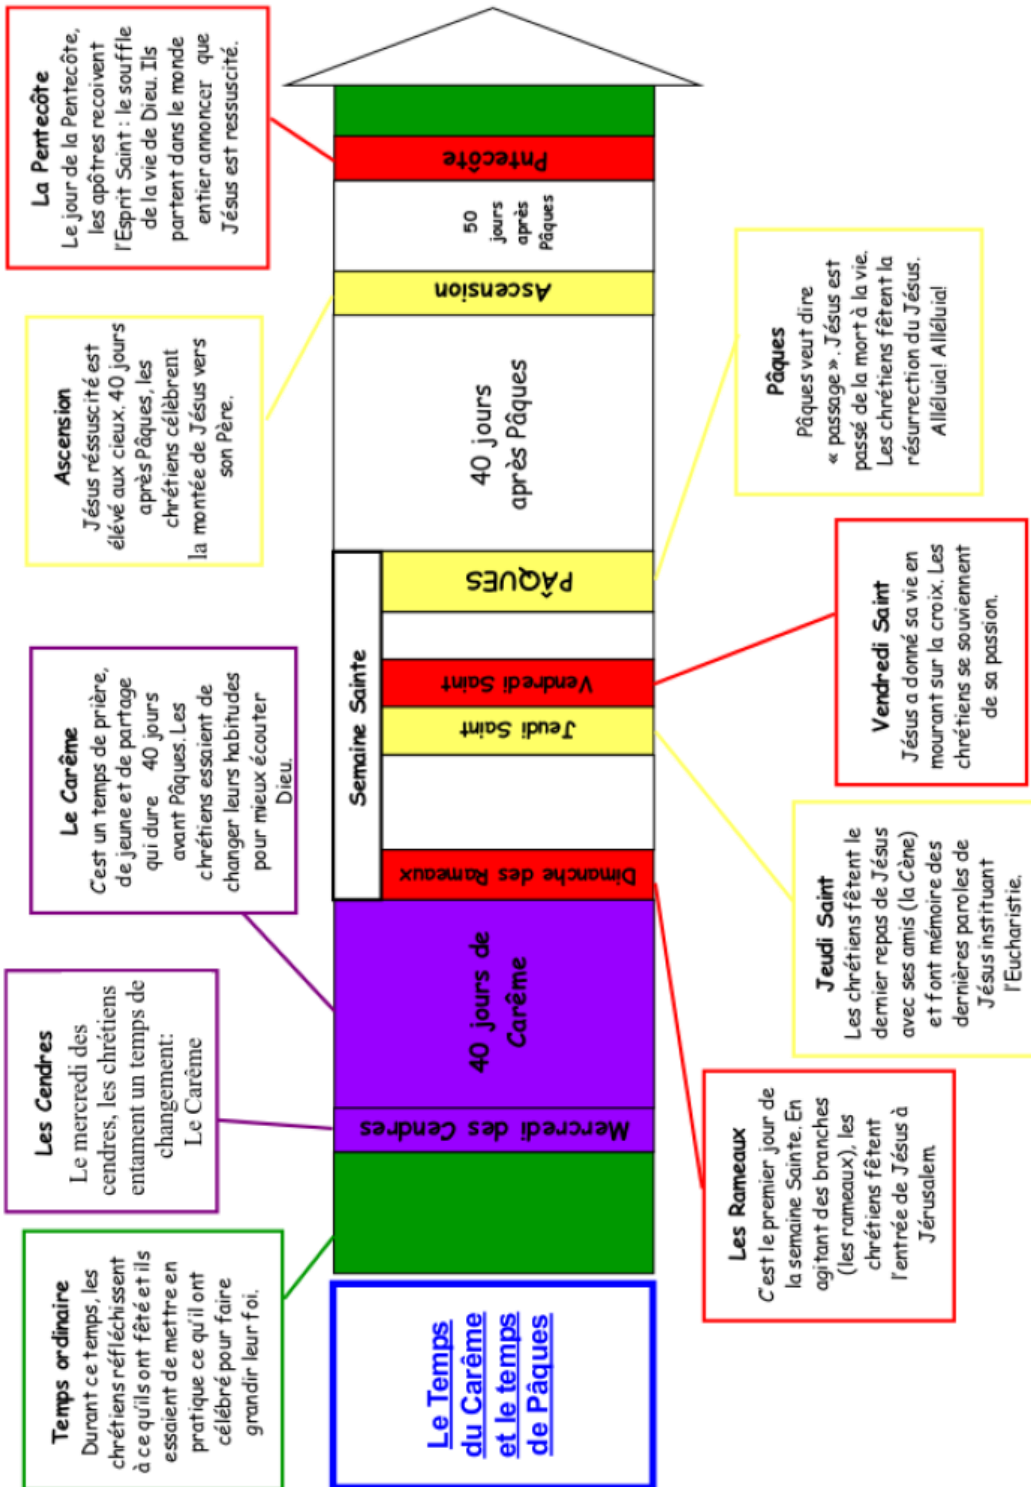 Le Temps
du Carême
et le temps
de Pâques
Temps ordinaire
Durant ce temps, les
chrétiens réfléchissent
à ce qu'ils ont fêté et ils
essaient de mettre en
pratique ce qu'il ont
célébré pour faire
grandir leur foi.
Les Cendres
Le mercredi des
cendres, les chrétiens
entament un temps de
changement:
Le Carême
Le Carême
C'est un temps de prière,
de jeune et de partage
qui dure 40 jours
avant Pâques. Les
chrétiens essaient de
changer leurs habitudes
pour mieux écouter
Dieu.
Ascension
Jésus réssuscité est
élévé aux cieux. 40 jours
après Pâques, les
chrétiens célèbrent
la montée de Jésus vers
son Père.
La Pentecôte
Le jour de la Pentecôte,
les apôtres recoivent
l'Esprit Saint : le souffle
de la vie de Dieu. Ils
partent dans le monde
entier annoncer que
Jésus est ressuscité.
Mercredi des Cendres
40 jours de
Carême
Semaine Sainte
Dimanche des Rameaux
Jeudi Saint
Vendredi Saint
PÂQUES
40 jours
après Pâques
Ascension
50
jours
après
Pâques
Pntecôte
Les Rameaux
C'est le premier jour de
la semaine Sainte. En
agitant des branches
(les rameaux), les
chrétiens fêtent
l'entrée de Jésus à
Jérusalem.
Jeudi Saint
Les chrétiens fêtent le
dernier repas de Jésus
avec ses amis (la Cène)
et font mémoire des
dernières paroles de
Jésus instituant
l'Eucharistie.
Vendredi Saint
Jésus a donné sa vie en
mourant sur la croix. Les
chrétiens se souviennent
de sa passion.
Pâques
Pâques veut dire
« passage ». Jésus est
passé de la mort à la vie.
Les chrétiens fêtent la
résurrection du Jésus.
Alléluia! Alléluia!